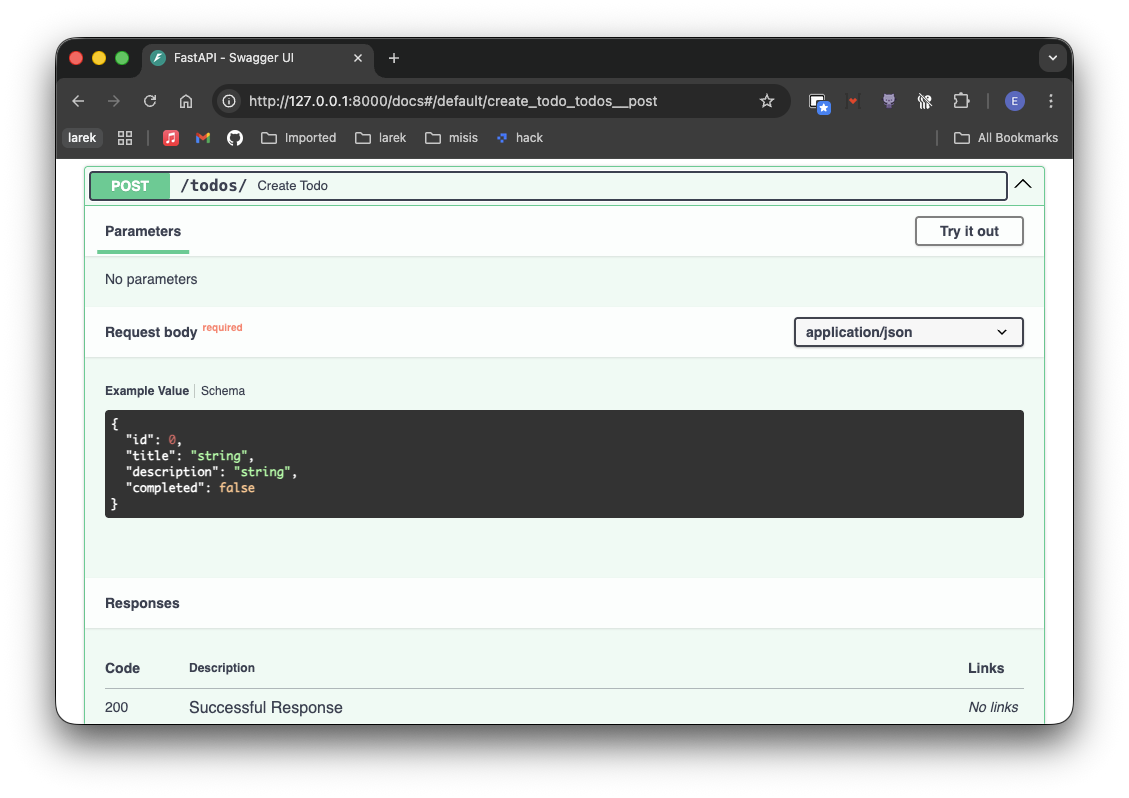 FastAPI - Swagger UI
http://127.0.0.1:8000/docs#/default/create_todo_todos__post
E
larek
Imported
larek
misis
hack
All Bookmarks
POST /todos/ Create Todo
Parameters
Try it out
No parameters
Request body required
application/json
Example Value Schema
{
"id": 0,
"title": "string",
"description": "string",
"completed": false
}
Responses
Code Description Links
200 Successful Response No links